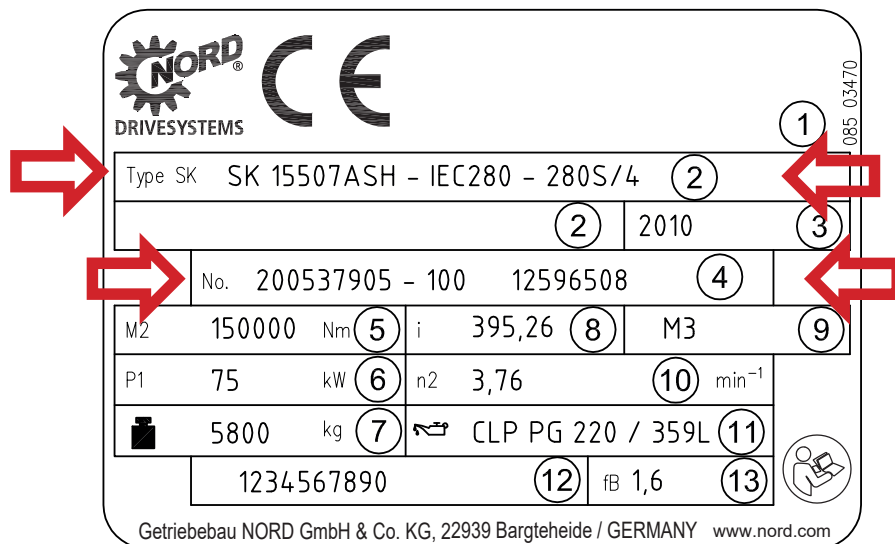 NORD®
DRIVESYSTEMS
CE
1
085 03470
Type SK SK 15507ASH - IEC280 - 280S/4 2
2 2010 3
No. 200537905 - 100 12596508 4
M2 150000 Nm 5 i 395,26 8 M3 9
P1 75 kW 6 n2 3,76 10 min⁻¹
5800 kg 7 CLP PG 220 / 359L 11
1234567890 12 fB 1,6 13
Getriebebau NORD GmbH & Co. KG, 22939 Bargteheide / GERMANY www.nord.com